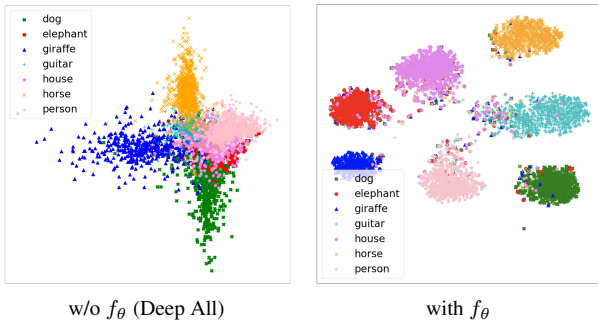 dog
elephant
giraffe
guitar
house
horse
person
dog
elephant
giraffe
guitar
house
horse
person
w/o fθ (Deep All)
with fθ